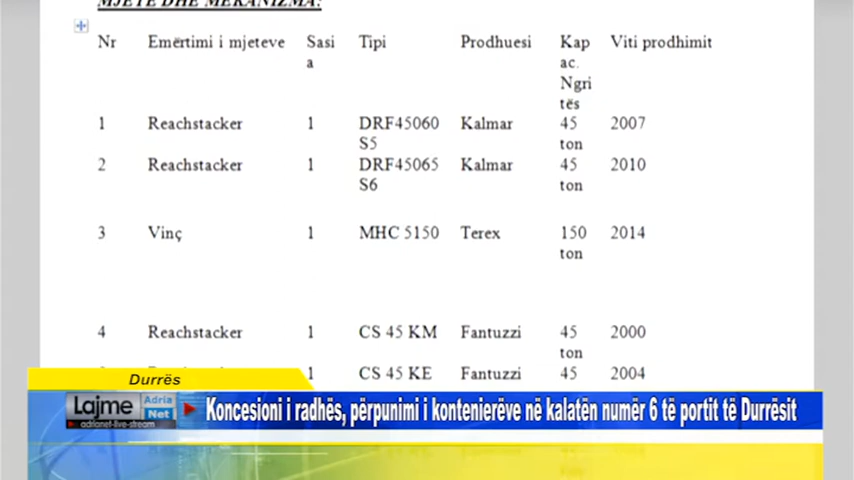 MJETE DHE MEKANIZMA:
Nr Emërtimi i mjeteve Sasi Tipi Prodhuesi Kap Viti prodhimit
a ac.
Ngri
tës
1 Reachstacker 1 DRF45060 Kalmar 45 2007
S5 ton
2 Reachstacker 1 DRF45065 Kalmar 45 2010
S6 ton
3 Vinç 1 MHC 5150 Terex 150 2014
ton
4 Reachstacker 1 CS 45 KM Fantuzzi 45 2000
ton
1 CS 45 KE Fantuzzi 45 2004
Durrës
Lajme Adria Net
adrianet-live-stream
Koncesioni i radhës, përpunimi i kontenierëve në kalatën numër 6 të portit të Durrësit